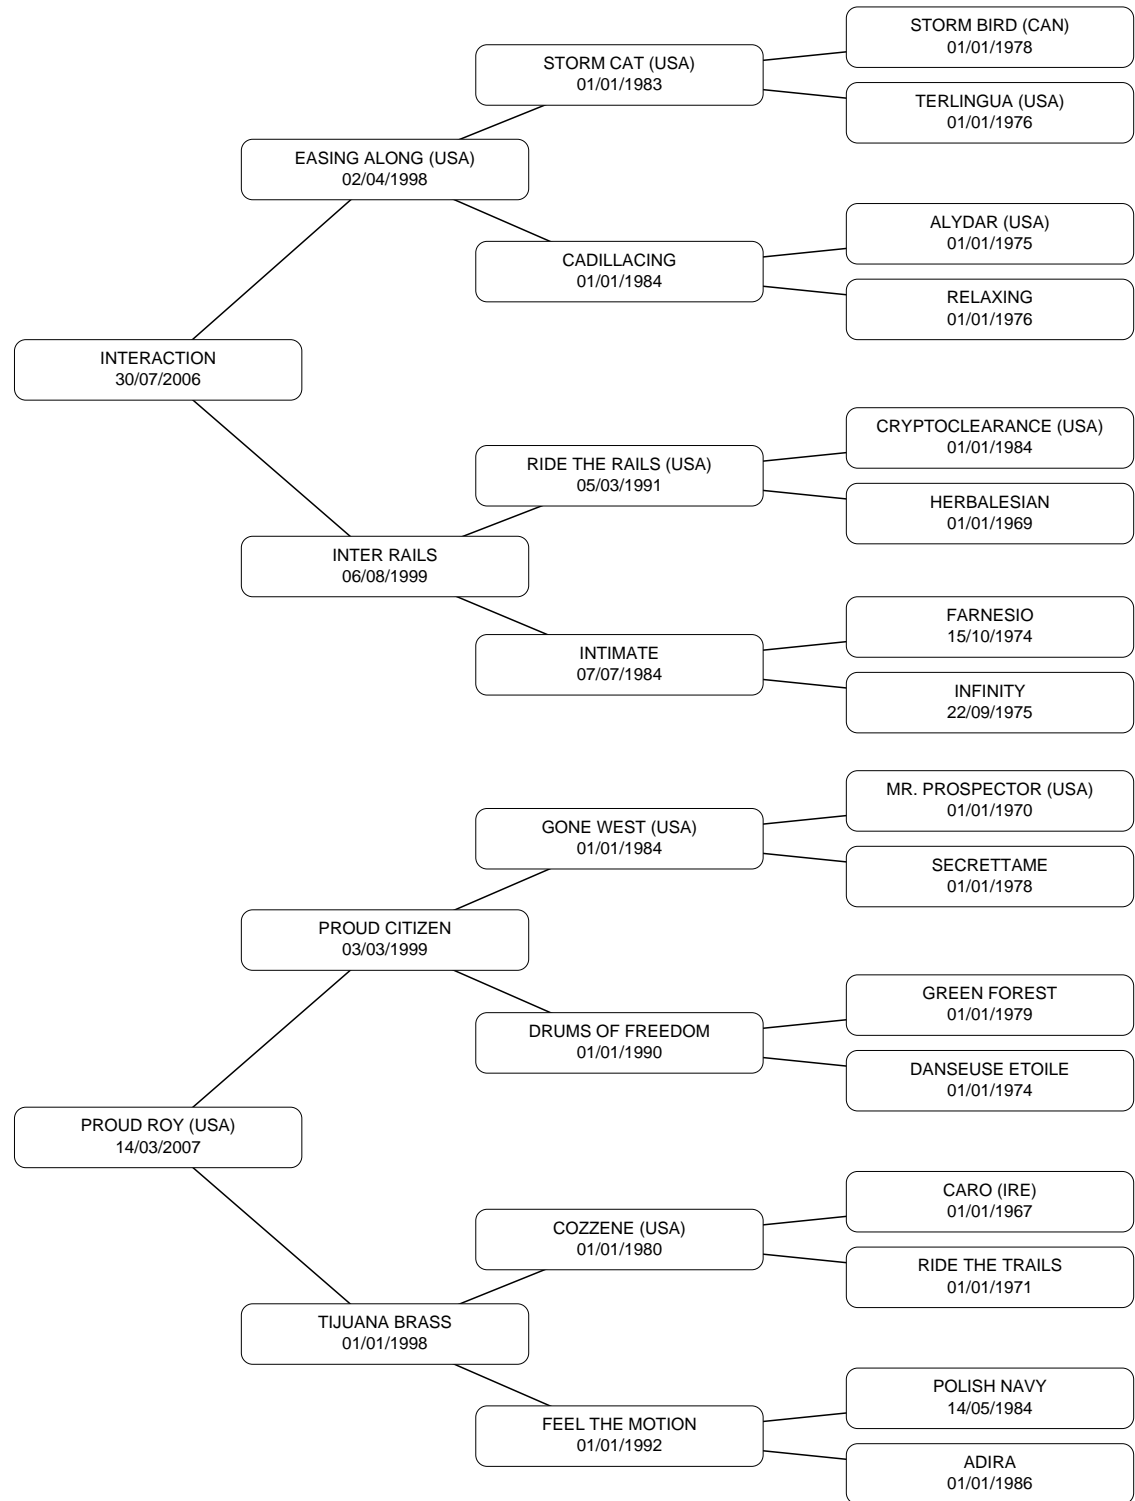 STORM BIRD (CAN)
01/01/1978
STORM CAT (USA)
01/01/1983
TERLINGUA (USA)
01/01/1976
EASING ALONG (USA)
02/04/1998
ALYDAR (USA)
01/01/1975
CADILLACING
01/01/1984
RELAXING
01/01/1976
INTERACTION
30/07/2006
CRYPTOCLEARANCE (USA)
01/01/1984
RIDE THE RAILS (USA)
05/03/1991
HERBALESIAN
01/01/1969
INTER RAILS
06/08/1999
FARNESIO
15/10/1974
INTIMATE
07/07/1984
INFINITY
22/09/1975
MR. PROSPECTOR (USA)
01/01/1970
GONE WEST (USA)
01/01/1984
SECRETTAME
01/01/1978
PROUD CITIZEN
03/03/1999
GREEN FOREST
01/01/1979
DRUMS OF FREEDOM
01/01/1990
DANSEUSE ETOILE
01/01/1974
PROUD ROY (USA)
14/03/2007
CARO (IRE)
01/01/1967
COZZENE (USA)
01/01/1980
RIDE THE TRAILS
01/01/1971
TIJUANA BRASS
01/01/1998
POLISH NAVY
14/05/1984
FEEL THE MOTION
01/01/1992
ADIRA
01/01/1986